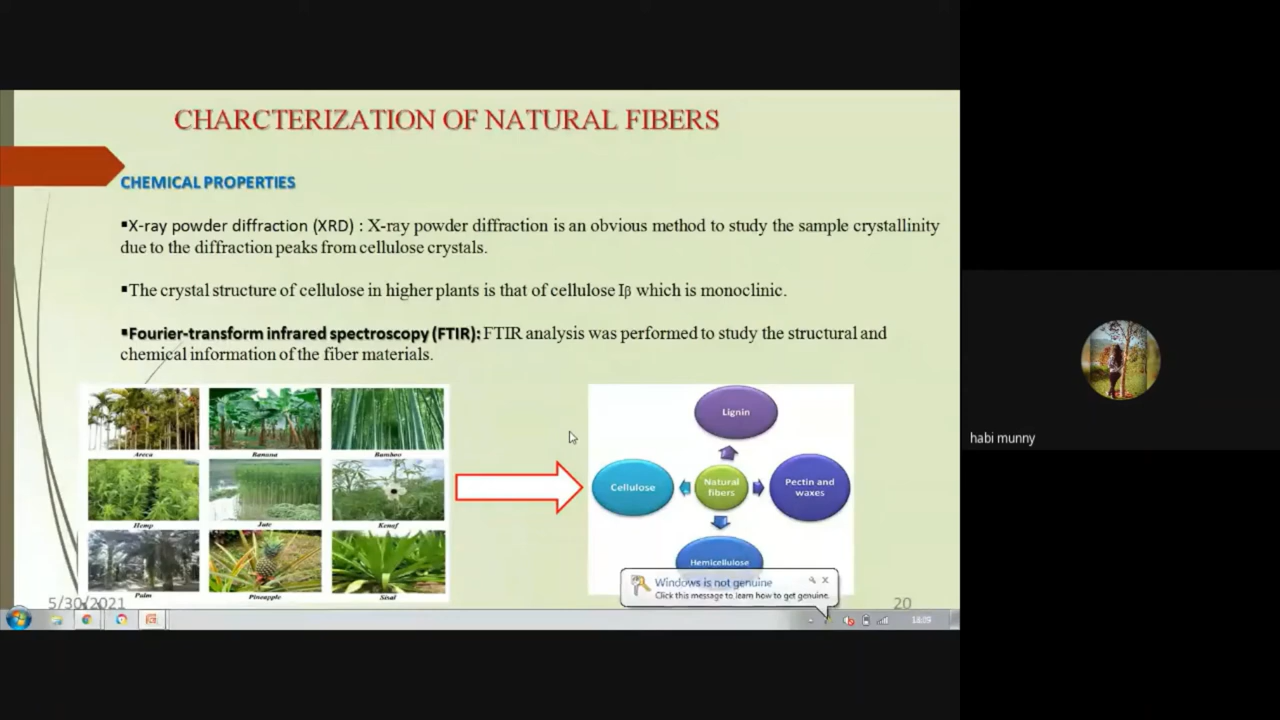 CHARCTERIZATION OF NATURAL FIBERS
CHEMICAL PROPERTIES
▪X-ray powder diffraction (XRD) : X-ray powder diffraction is an obvious method to study the sample crystallinity
due to the diffraction peaks from cellulose crystals.
▪The crystal structure of cellulose in higher plants is that of cellulose Iβ which is monoclinic.
▪Fourier-transform infrared spectroscopy (FTIR): FTIR analysis was performed to study the structural and
chemical information of the fiber materials.
Areca
Banana
Bamboo
Hemp
Jute
Kenaf
Palm
Pineapple
Sisal
Lignin
Cellulose
Natural
fibers
Pectin and
waxes
Hemicellulose
Windows is not genuine
Click this message to learn how to get genuine.
5/30/2021
20
habi munny